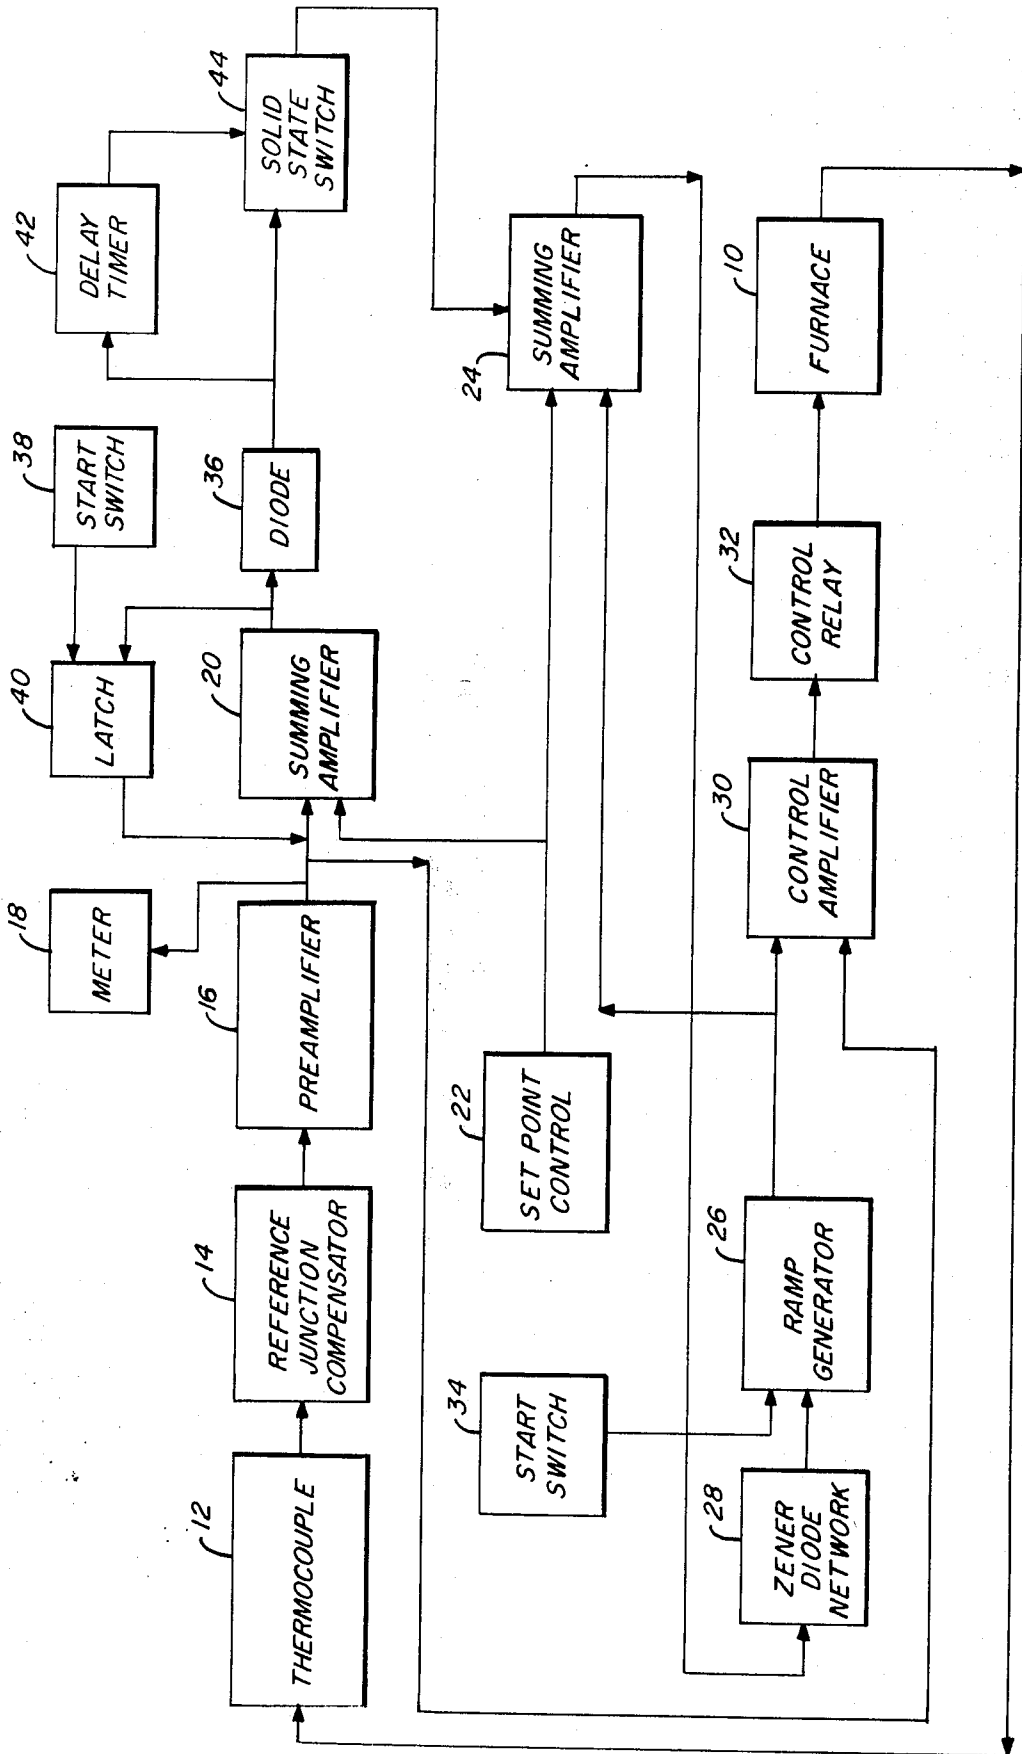 12
THERMOCOUPLE
14
REFERENCE
JUNCTION
COMPENSATOR
16
PREAMPLIFIER
18
METER
20
SUMMING
AMPLIFIER
40
LATCH
38
START
SWITCH
36
DIODE
42
DELAY
TIMER
44
SOLID
STATE
SWITCH
34
START
SWITCH
22
SET POINT
CONTROL
24
SUMMING
AMPLIFIER
28
ZENER
DIODE
NETWORK
26
RAMP
GENERATOR
30
CONTROL
AMPLIFIER
32
CONTROL
RELAY
10
FURNACE